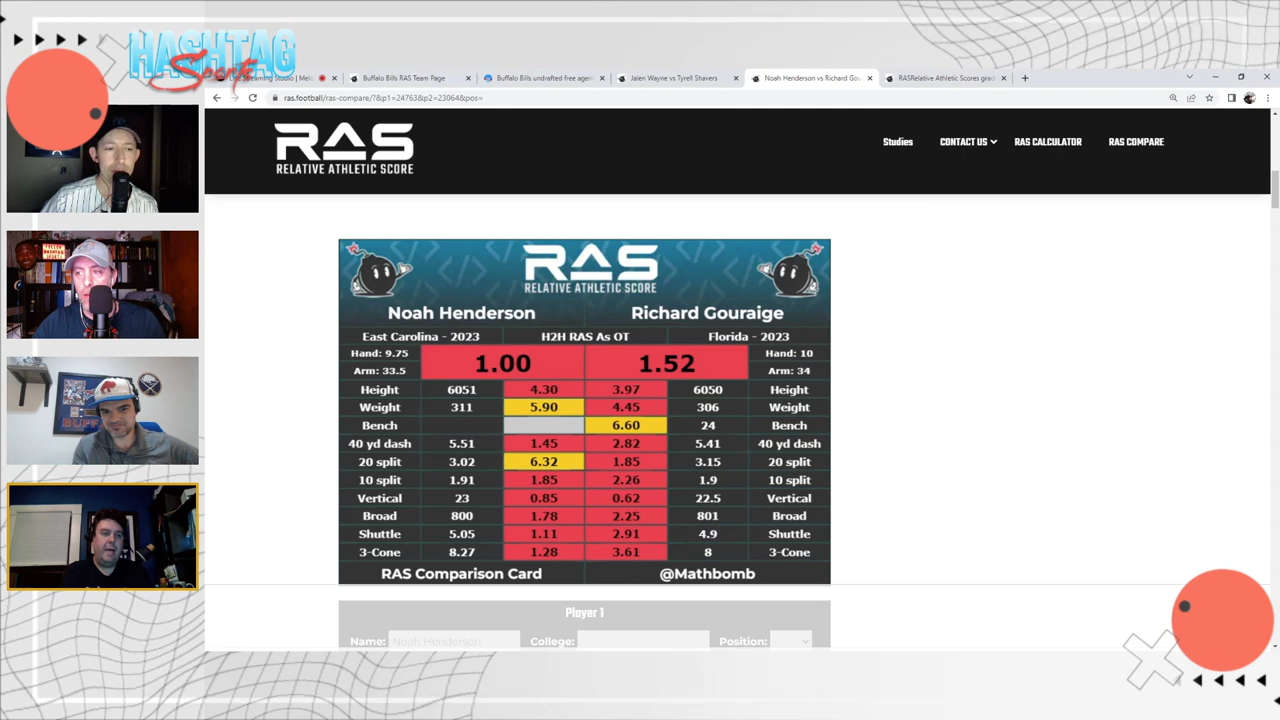 HASHTAG
Sports
Buffalo Bills RAS Team Page
Buffalo Bills undrafted free agen
Jalen Wayne vs Tyrell Shavers
Noah Henderson vs Richard Gou
RASRelative Athletic Scores grad
ras.football/ras-compare/?&p1=24763&p2=23064&pos=
RAS
RELATIVE ATHLETIC SCORE
Studies CONTACT US RAS CALCULATOR RAS COMPARE
RAS
RELATIVE ATHLETIC SCORE
Noah Henderson Richard Gouraige
East Carolina - 2023 H2H RAS As OT Florida - 2023
Hand: 9.75 1.00 1.52 Hand: 10
Arm: 33.5 Arm: 34
Height 6051 4.30 3.97 6050 Height
Weight 311 5.90 4.45 306 Weight
Bench 6.60 24 Bench
40 yd dash 5.51 1.45 2.82 5.41 40 yd dash
20 split 3.02 6.32 1.85 3.15 20 split
10 split 1.91 1.85 2.26 1.9 10 split
Vertical 23 0.85 0.62 22.5 Vertical
Broad 800 1.78 2.25 801 Broad
Shuttle 5.05 1.11 2.91 4.9 Shuttle
3-Cone 8.27 1.28 3.61 8 3-Cone
RAS Comparison Card @Mathbomb
Player 1
Name: Noah Henderson College: Position: